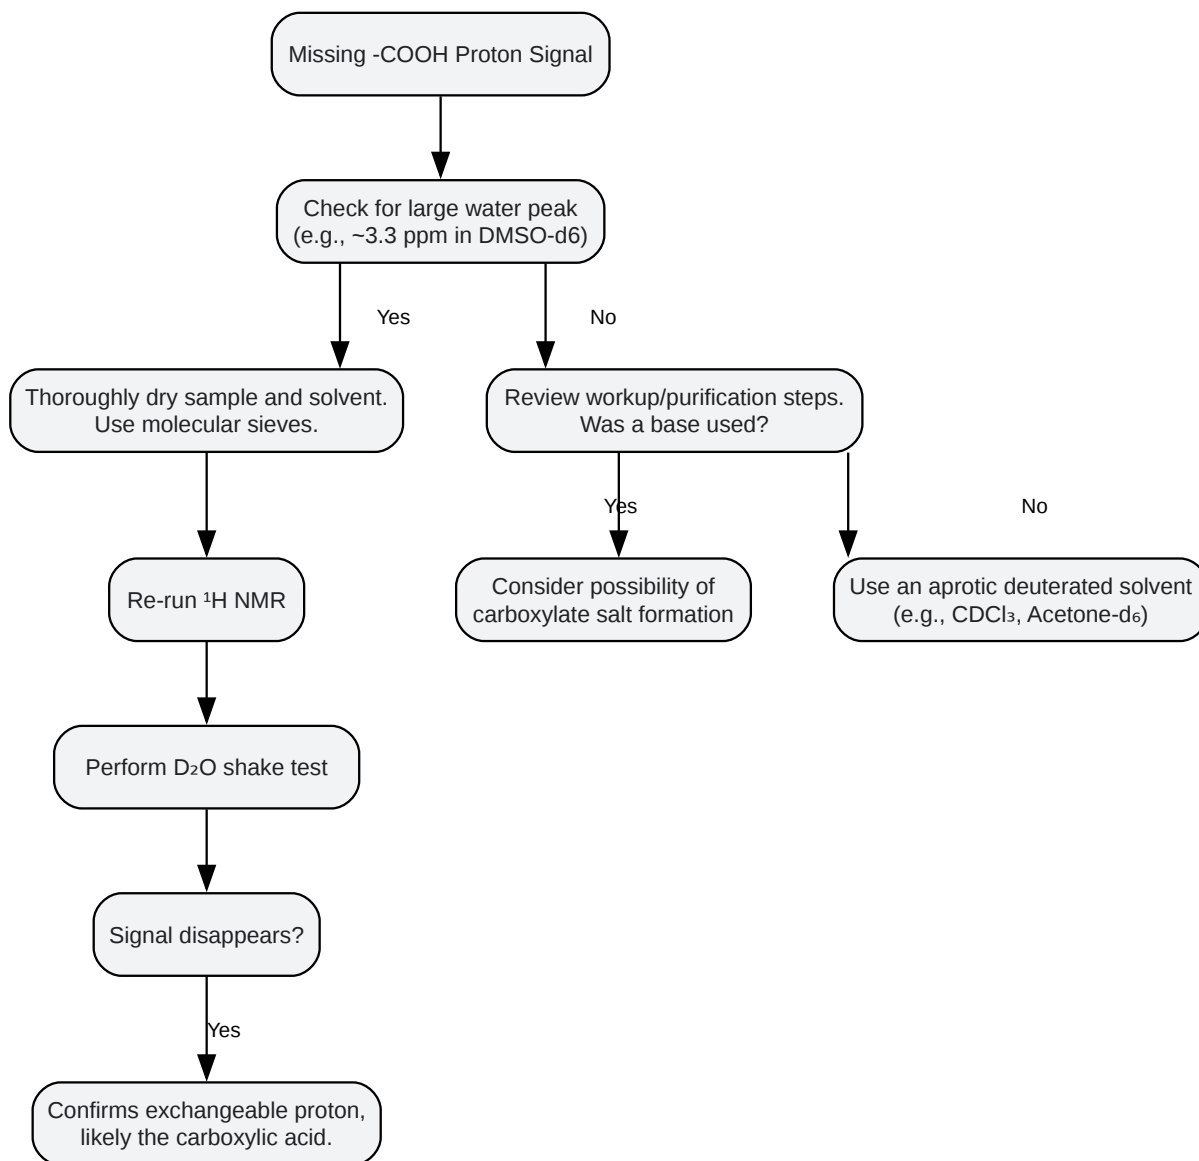 Missing -COOH Proton Signal
Check for large water peak
(e.g., ~3.3 ppm in DMSO-d6)
Yes
No
Thoroughly dry sample and solvent.
Use molecular sieves.
Review workup/purification steps.
Was a base used?
Yes
No
Re-run ¹H NMR
Consider possibility of
carboxylate salt formation
Use an aprotic deuterated solvent
(e.g., CDCl₃, Acetone-d₆)
Perform D₂O shake test
Signal disappears?
Yes
Confirms exchangeable proton,
likely the carboxylic acid.